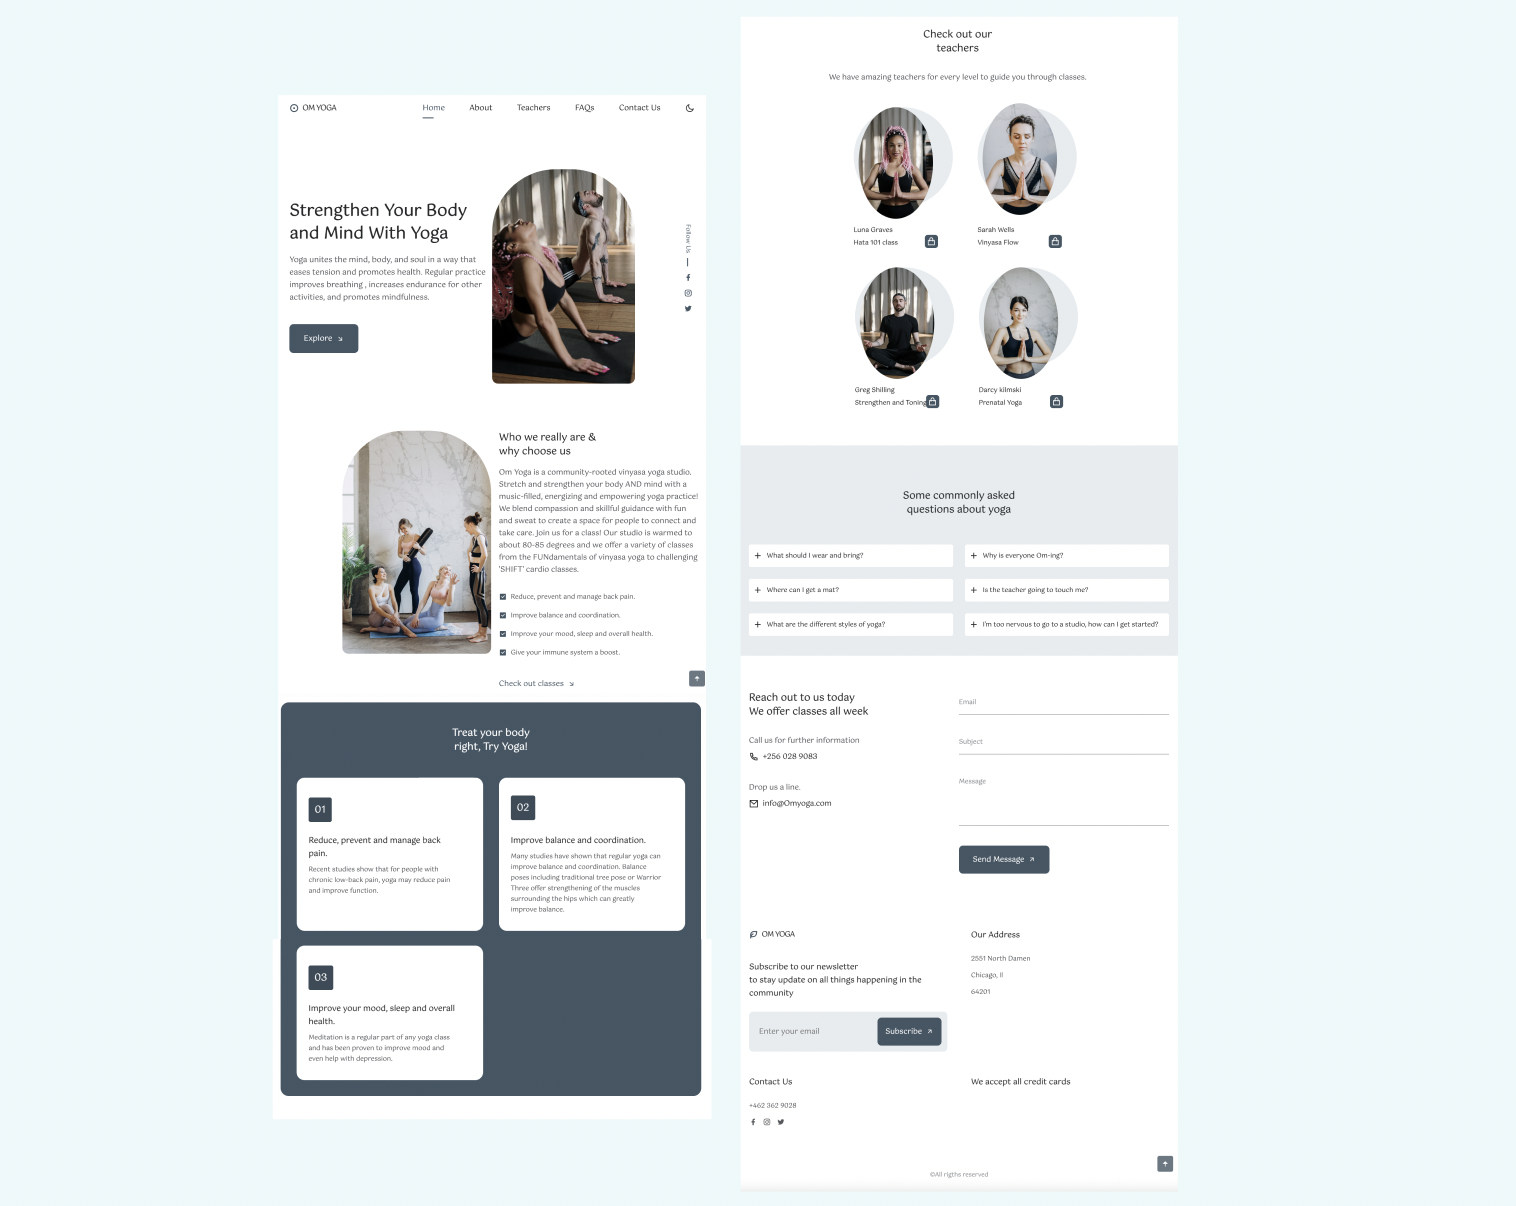 OM YOGA
Home
About
Teachers
FAQs
Contact Us
Strengthen Your Body
and Mind With Yoga
Yoga unites the mind, body, and soul in a way that
eases tension and promotes health. Regular practice
improves breathing , increases endurance for other
activities, and promotes mindfulness.
Explore
Follow Us
Who we really are &
why choose us
Om Yoga is a community-rooted vinyasa yoga studio.
Stretch and strengthen your body AND mind with a
music-filled, energizing and empowering yoga practice!
We blend compassion and skillful guidance with fun
and sweat to create a space for people to connect and
take care. Join us for a class! Our studio is warmed to
about 80-85 degrees and we offer a variety of classes
from the FUNdamentals of vinyasa yoga to challenging
'SHIFT' cardio classes.
Reduce, prevent and manage back pain.
Improve balance and coordination.
Improve your mood, sleep and overall health.
Give your immune system a boost.
Check out classes
Treat your body
right, Try Yoga!
01
Reduce, prevent and manage back
pain.
Recent studies show that for people with
chronic low-back pain, yoga may reduce pain
and improve function.
02
Improve balance and coordination.
Many studies have shown that regular yoga can
improve balance and coordination. Balance
poses including traditional tree pose or Warrior
Three offer strengthening of the muscles
surrounding the hips which can greatly
improve balance.
03
Improve your mood, sleep and overall
health.
Meditation is a regular part of any yoga class
and has been proven to improve mood and
even help with depression.
Check out our
teachers
We have amazing teachers for every level to guide you through classes.
Luna Graves
Hata 101 class
Sarah Wells
Vinyasa Flow
Greg Shilling
Strengthen and Toning
Darcy kilmski
Prenatal Yoga
Some commonly asked
questions about yoga
What should I wear and bring?
Why is everyone Om-ing?
Where can I get a mat?
Is the teacher going to touch me?
What are the different styles of yoga?
I'm too nervous to go to a studio, how can I get started?
Reach out to us today
We offer classes all week
Call us for further information
+256 028 9083
Drop us a line.
info@Omyoga.com
Email
Subject
Message
Send Message
OM YOGA
Subscribe to our newsletter
to stay update on all things happening in the
community
Enter your email
Subscribe
Our Address
2551 North Damen
Chicago, Il
64201
Contact Us
+462 362 9028
We accept all credit cards
©All rigths reserved